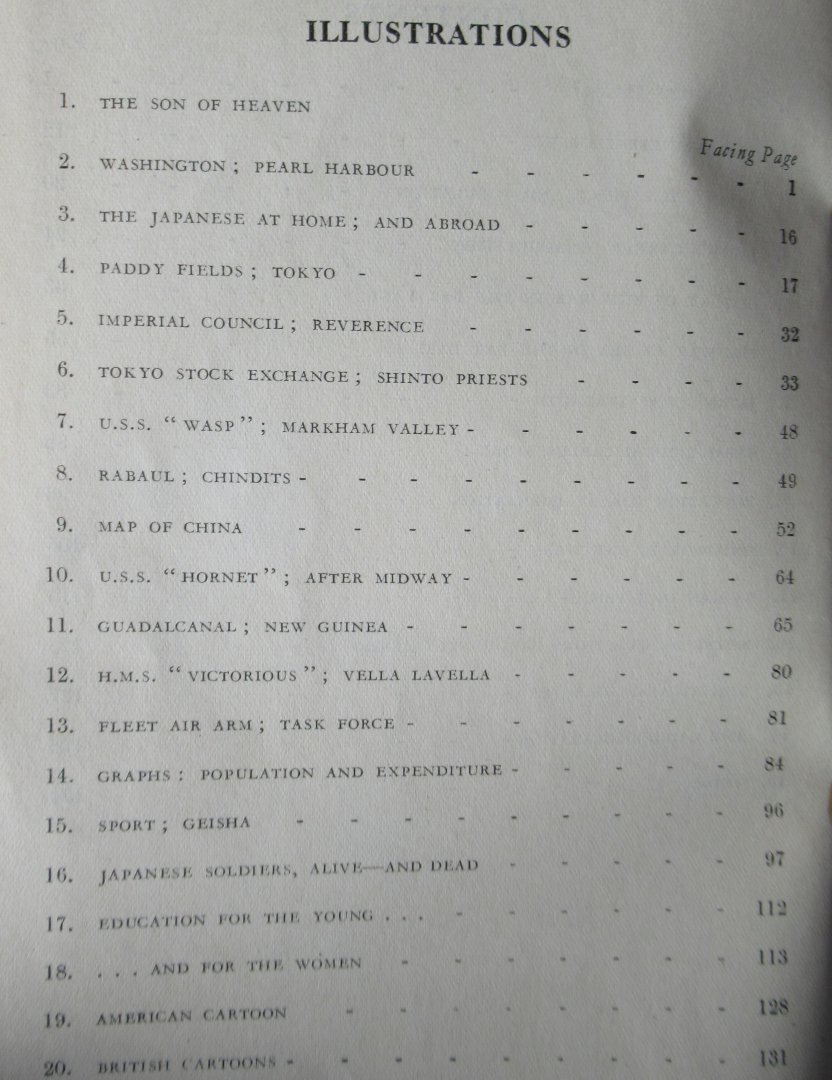 ILLUSTRATIONS
1. THE SON OF HEAVEN
Facing Page
2. WASHINGTON ; PEARL HARBOUR - - - - - - 1
3. THE JAPANESE AT HOME ; AND ABROAD - - - - - 16
4. PADDY FIELDS ; TOKYO - - - - - - - - 17
5. IMPERIAL COUNCIL ; REVERENCE - - - - - - 32
6. TOKYO STOCK EXCHANGE ; SHINTO PRIESTS - - - - 33
7. U.S.S. “WASP” ; MARKHAM VALLEY - - - - - - 48
8. RABAUL ; CHINDITS - - - - - - - - - 49
9. MAP OF CHINA - - - - - - - - - 52
10. U.S.S. “HORNET” ; AFTER MIDWAY - - - - - - 64
11. GUADALCANAL ; NEW GUINEA - - - - - - - 65
12. H.M.S. “VICTORIOUS” ; VELLA LAVELLA - - - - - 80
13. FLEET AIR ARM ; TASK FORCE - - - - - - - 81
14. GRAPHS : POPULATION AND EXPENDITURE - - - - - 84
15. SPORT ; GEISHA - - - - - - - - - 96
16. JAPANESE SOLDIERS, ALIVE—AND DEAD - - - - - 97
17. EDUCATION FOR THE YOUNG . . . - - - - - - 112
18. . . . AND FOR THE WOMEN - - - - - - - 113
19. AMERICAN CARTOON - - - - - - - - 128
20. BRITISH CARTOONS - - - - - - - - - 131